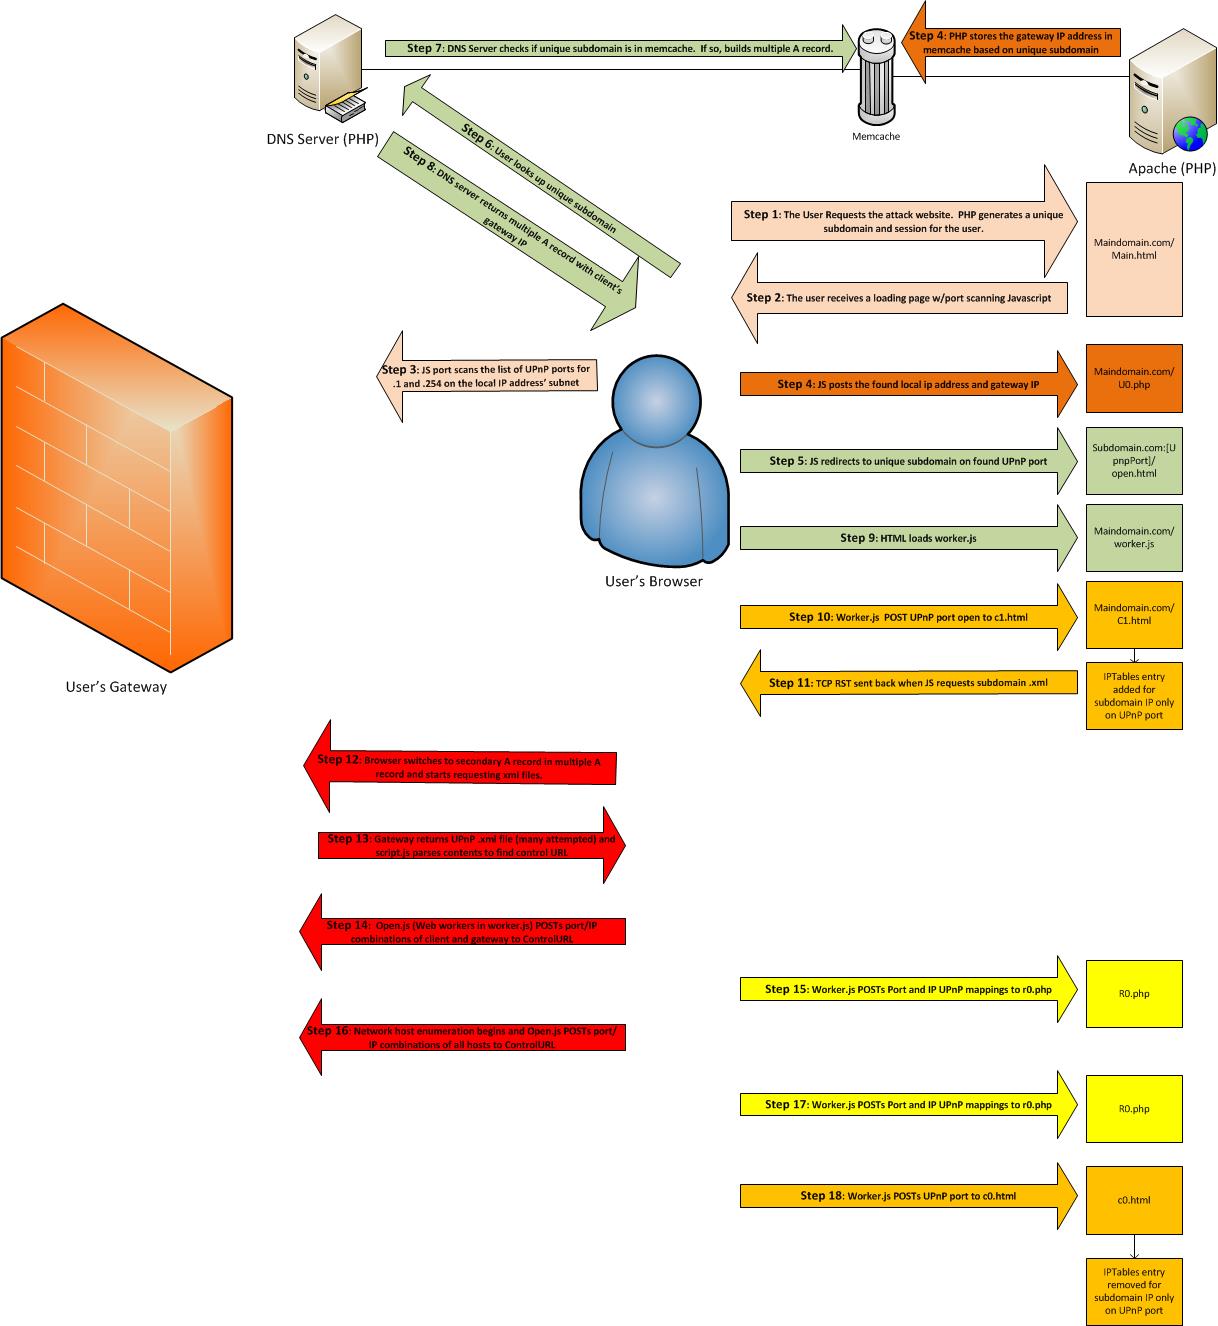 Step 7: DNS Server checks if unique subdomain is in memcache.  If so, builds multiple A record.
Step 4: PHP stores the gateway IP address in
memcache based on unique subdomain
DNS Server (PHP)
Memcache
Apache (PHP)
Step 6: User looks up unique subdomain
Step 8: DNS server returns multiple A record with client's
gateway IP
Step 1: The User Requests the attack website.  PHP generates a unique
subdomain and session for the user.
Maindomain.com/
Main.html
Step 2: The user receives a loading page w/port scanning Javascript
Step 3: JS port scans the list of UPnP ports for
.1 and .254 on the local IP address' subnet
Step 4: JS posts the found local ip address and gateway IP
Maindomain.com/
U0.php
Step 5: JS redirects to unique subdomain on found UPnP port
Subdomain.com:[U
pnpPort]/
open.html
Step 9: HTML loads worker.js
Maindomain.com/
worker.js
User's Browser
Step 10: Worker.js  POST UPnP port open to c1.html
Maindomain.com/
C1.html
User's Gateway
Step 11: TCP RST sent back when JS requests subdomain .xml
IPTables entry
added for
subdomain IP only
on UPnP port
Step 12: Browser switches to secondary A record in multiple A
record and starts requesting xml files.
Step 13: Gateway returns UPnP .xml file (many attempted) and
script.js parses contents to find control URL
Step 14:  Open.js (Web workers in worker.js) POSTs port/IP
combinations of client and gateway to ControlURL
Step 15: Worker.js POSTs Port and IP UPnP mappings to r0.php
R0.php
Step 16: Network host enumeration begins and Open.js POSTs port/
IP combinations of all hosts to ControlURL
Step 17: Worker.js POSTs Port and IP UPnP mappings to r0.php
R0.php
Step 18: Worker.js POSTs UPnP port to c0.html
c0.html
IPTables entry
removed for
subdomain IP only
on UPnP port